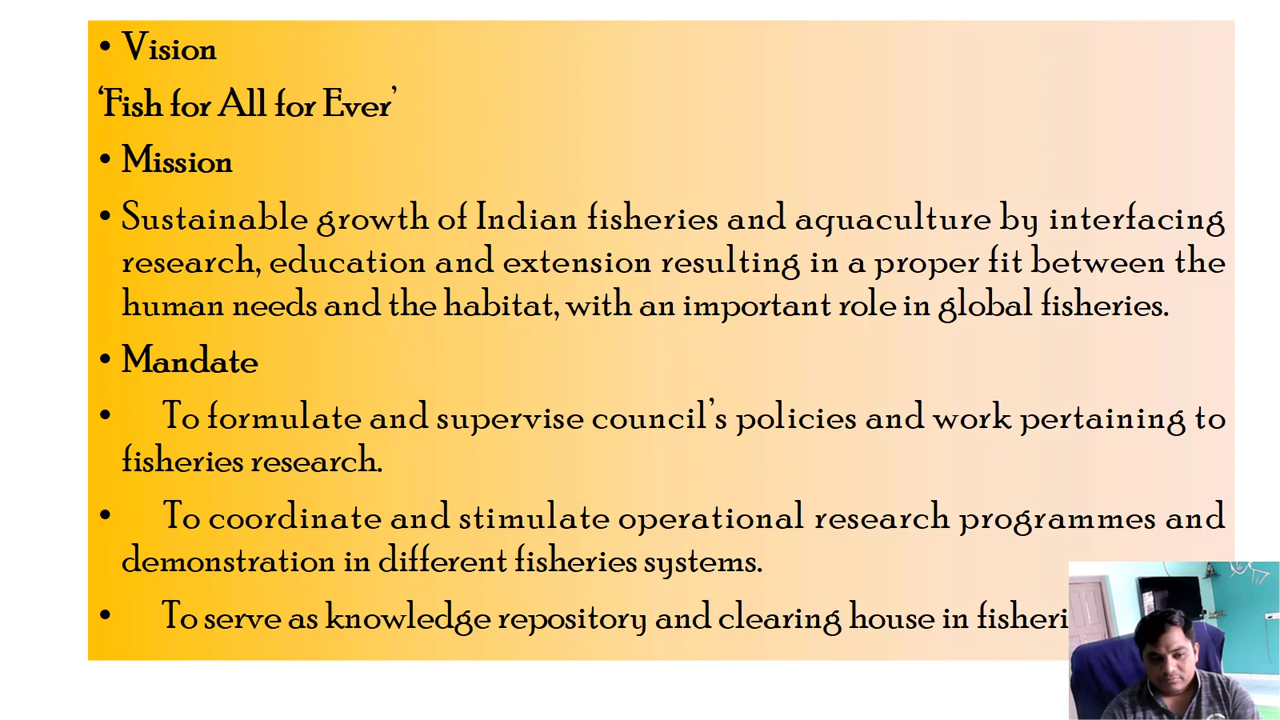 • Vision
‘Fish for All for Ever’
• Mission
• Sustainable growth of Indian fisheries and aquaculture by interfacing
research, education and extension resulting in a proper fit between the
human needs and the habitat, with an important role in global fisheries.
• Mandate
• To formulate and supervise council’s policies and work pertaining to
fisheries research.
• To coordinate and stimulate operational research programmes and
demonstration in different fisheries systems.
• To serve as knowledge repository and clearing house in